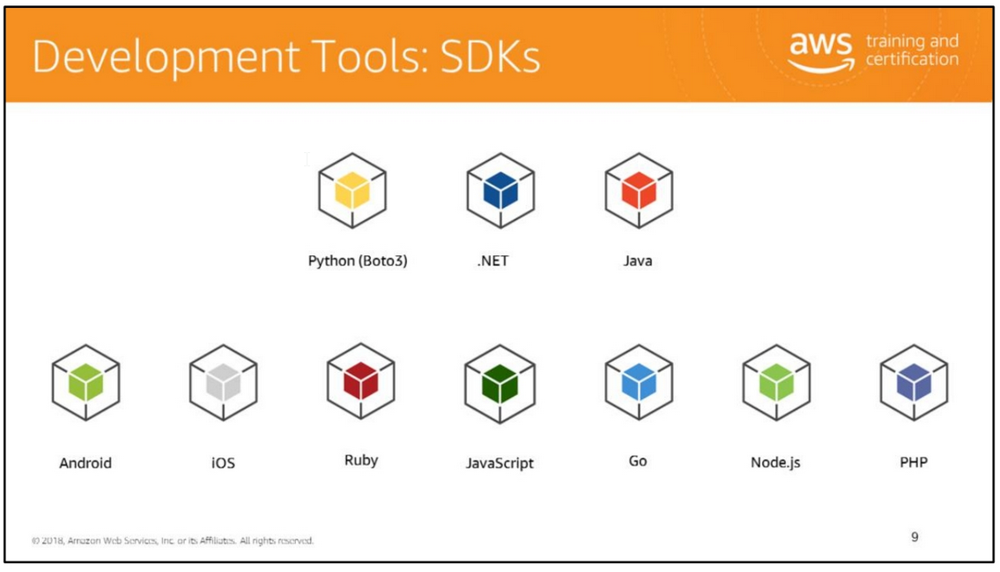 Development Tools: SDKs
aws training and
certification
Python (Boto3)
.NET
Java
Android
iOS
Ruby
JavaScript
Go
Node.js
PHP
© 2018, Amazon Web Services, Inc. or its Affiliates. All rights reserved.
9